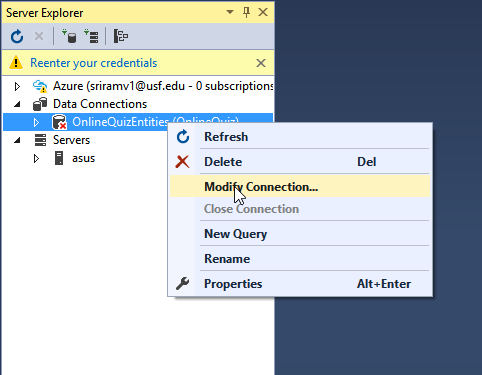 Server Explorer
Reenter your credentials
Azure (sriramv1@usf.edu - 0 subscriptions
Data Connections
OnlineQuizEntities (OnlineQuiz)
Servers
asus
Refresh
Delete Del
Modify Connection...
Close Connection
New Query
Rename
Properties Alt+Enter